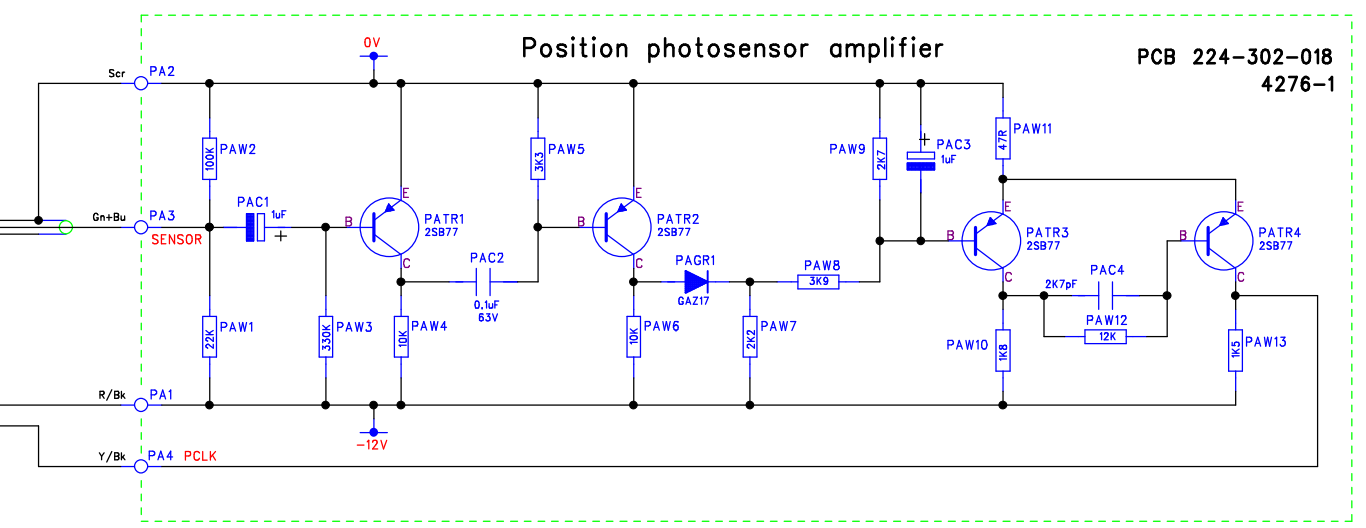 Position photosensor amplifier
PCB 224-302-018
4276-1
0V
Scr PA2
PAW2
100K
PAW5
3K3
PAW9
2K7
PAC3
1uF
+
PAW11
47R
Gn+Bu PA3
SENSOR
PAC1
1uF
+
B
E
C
PATR1
2SB77
B
E
C
PATR2
2SB77
B
E
C
PATR3
2SB77
B
E
C
PATR4
2SB77
PAC2
0.1uF
63V
PAGR1
GAZ17
PAW8
3K9
2K7pF
PAC4
PAW12
12K
PAW1
22K
PAW3
330K
PAW4
10K
PAW6
10K
PAW7
2K2
PAW10
1K8
PAW13
1K5
R/Bk PA1
-12V
Y/Bk PA4 PCLK